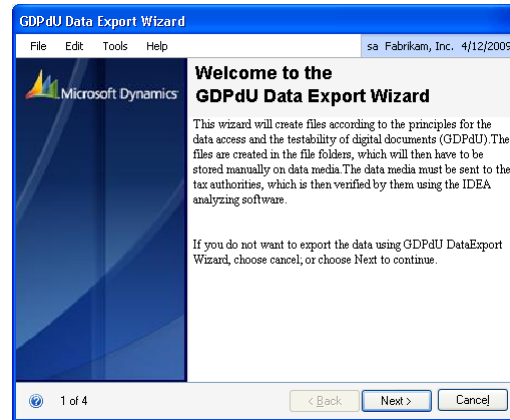 GDPdU Data Export Wizard
File Edit Tools Help sa Fabrikam, Inc. 4/12/2009
Microsoft Dynamics
Welcome to the
GDPdU Data Export Wizard
This wizard will create files according to the principles for the
data access and the testability of digital documents (GDPdU).The
files are created in the file folders, which will then have to be
stored manually on data media.The data media must be sent to the
tax authorities, which is then verified by them using the IDEA
analyzing software.
If you do not want to export the data using GDPdU DataExport
Wizard, choose cancel; or choose Next to continue.
1 of 4 < Back Next > Cancel